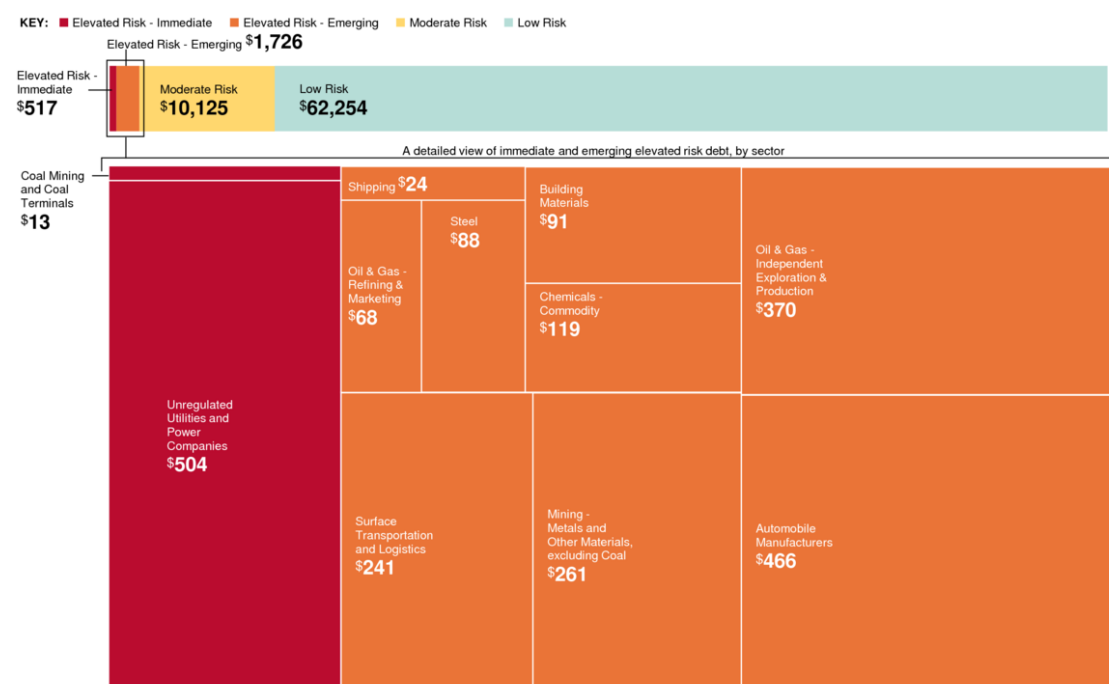 KEY: Elevated Risk - Immediate Elevated Risk - Emerging Moderate Risk Low Risk
Elevated Risk - Emerging $1,726
Elevated Risk -
Immediate
$517
Moderate Risk
$10,125
Low Risk
$62,254
A detailed view of immediate and emerging elevated risk debt, by sector
Coal Mining
and Coal
Terminals
$13
Unregulated
Utilities and
Power
Companies
$504
Shipping $24
Oil & Gas -
Refining &
Marketing
$68
Steel
$88
Building
Materials
$91
Chemicals -
Commodity
$119
Oil & Gas -
Independent
Exploration &
Production
$370
Surface
Transportation
and Logistics
$241
Mining -
Metals and
Other Materials,
excluding Coal
$261
Automobile
Manufacturers
$466